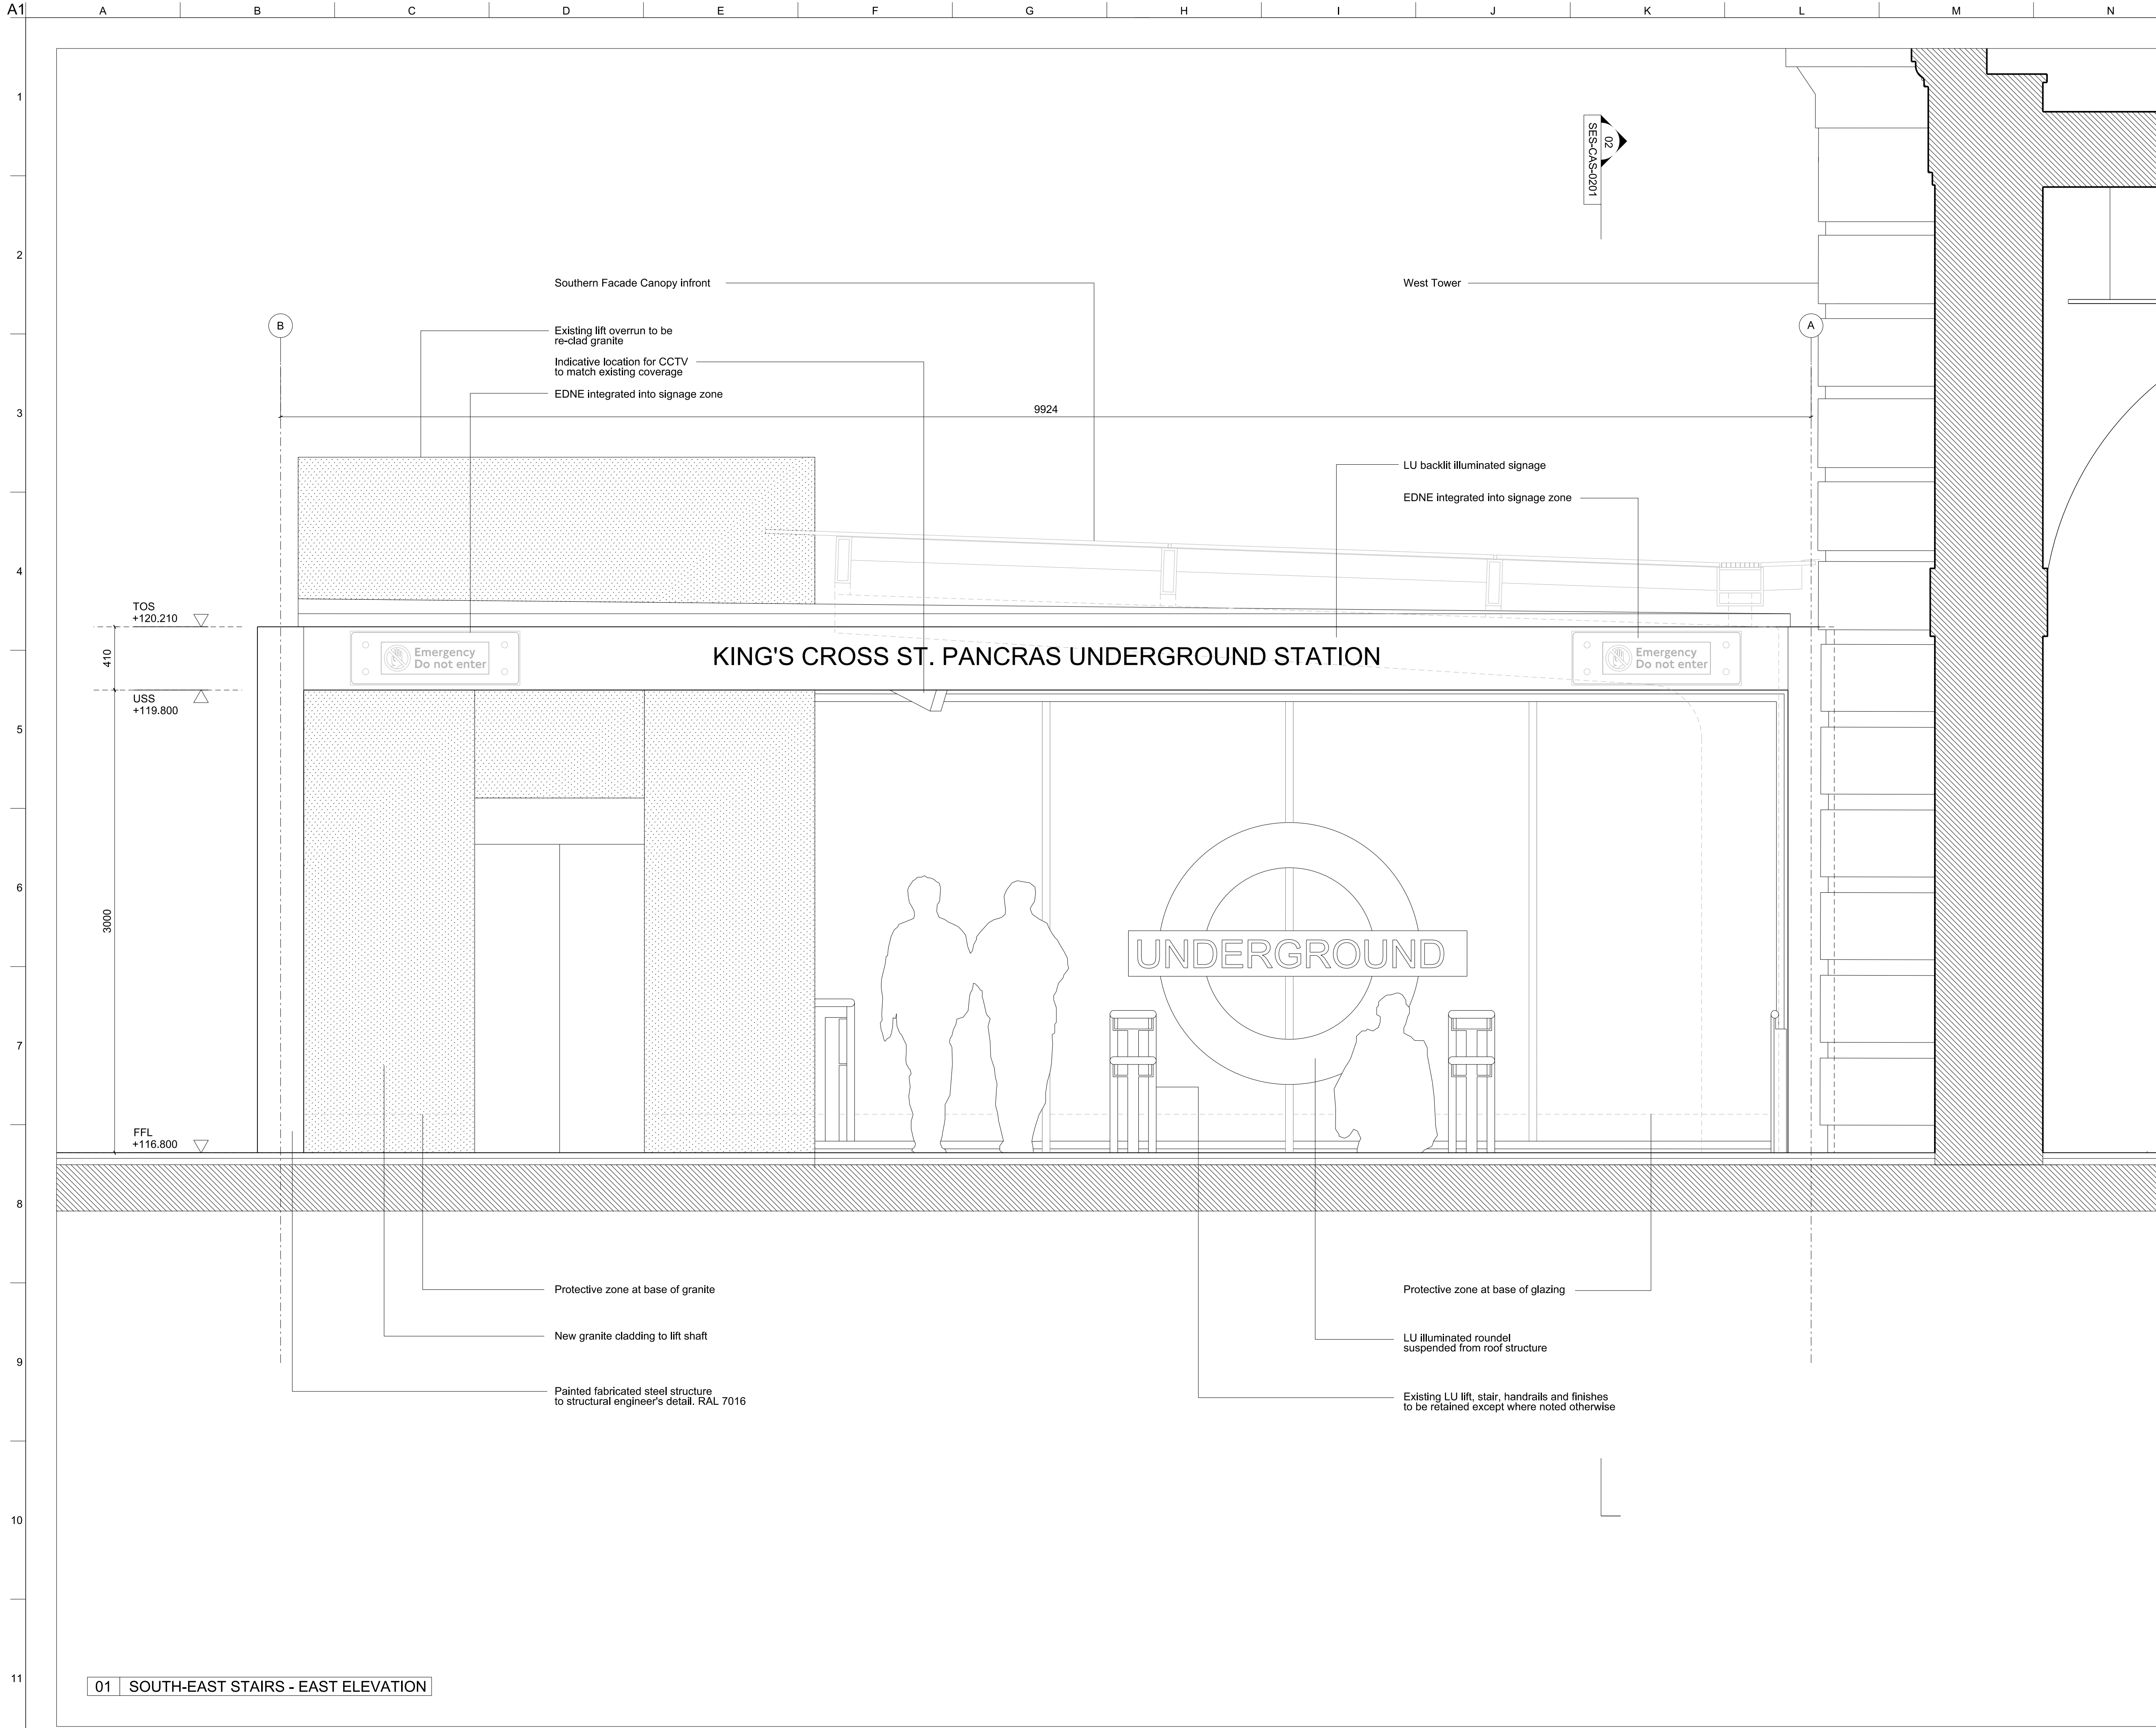 A1
A B C D E F G H I J K L M N
1
2
3
4
5
6
7
8
9
10
11
02
SES-CAS-0201
Southern Facade Canopy infront
West Tower
B
A
Existing lift overrun to be
re-clad granite
Indicative location for CCTV
to match existing coverage
EDNE integrated into signage zone
9924
LU backlit illuminated signage
EDNE integrated into signage zone
TOS
+120.210
410
USS
+119.800
Emergency
Do not enter
KING'S CROSS ST. PANCRAS UNDERGROUND STATION
Emergency
Do not enter
3000
UNDERGROUND
FFL
+116.800
Protective zone at base of granite
Protective zone at base of glazing
New granite cladding to lift shaft
LU illuminated roundel
suspended from roof structure
Painted fabricated steel structure
to structural engineer's detail. RAL 7016
Existing LU lift, stair, handrails and finishes
to be retained except where noted otherwise
01 SOUTH-EAST STAIRS - EAST ELEVATION